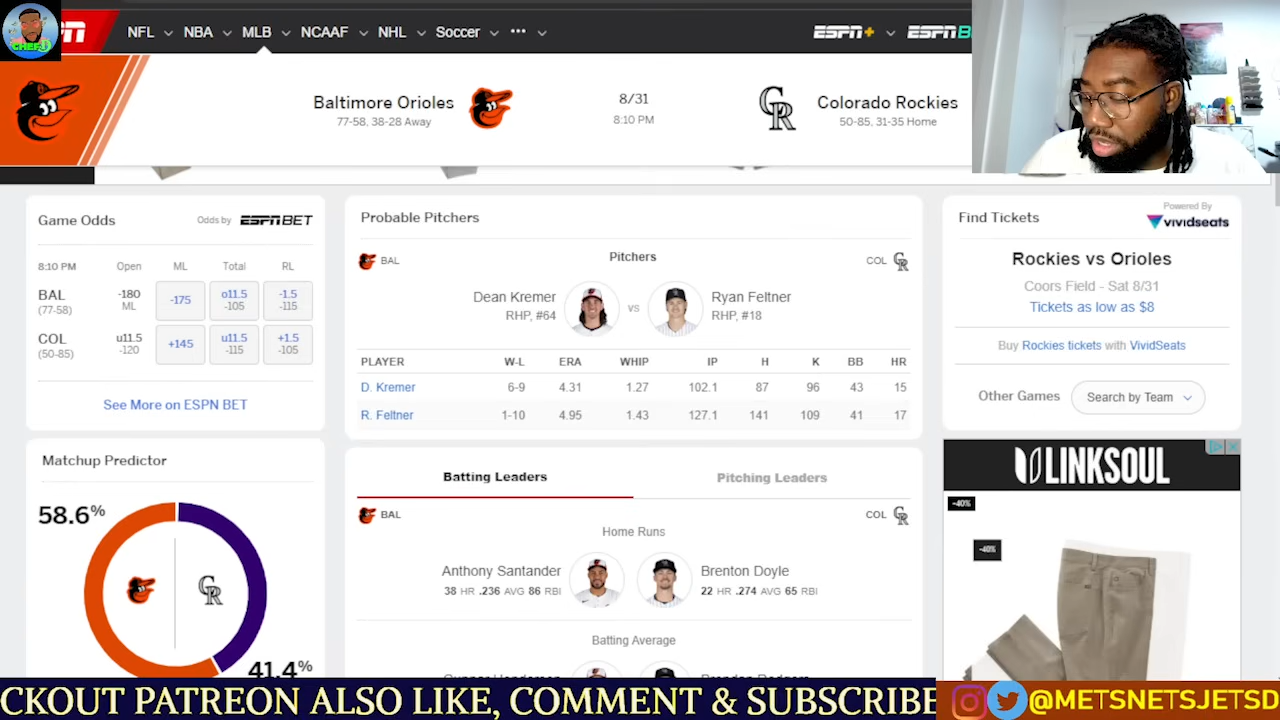 CHEF
NFL NBA MLB NCAAF NHL Soccer ••• ESPN+ ESPN B
Baltimore Orioles
77-58, 38-28 Away
8/31
8:10 PM
CR
Colorado Rockies
50-85, 31-35 Home
Game Odds
Odds by ESPN BET
8:10 PM Open ML Total RL
BAL
(77-58)
-180
ML
-175
o11.5
-105
-1.5
-115
COL
(50-85)
u11.5
-120
+145
u11.5
-115
+1.5
-105
See More on ESPN BET
Matchup Predictor
58.6%
CR
41.4%
Probable Pitchers
BAL Pitchers COL CR
Dean Kremer
RHP, #64
VS
Ryan Feltner
RHP, #18
PLAYER W-L ERA WHIP IP H K BB HR
D. Kremer 6-9 4.31 1.27 102.1 87 96 43 15
R. Feltner 1-10 4.95 1.43 127.1 141 109 41 17
Batting Leaders Pitching Leaders
BAL COL CR
Home Runs
Anthony Santander
38 HR .236 AVG 86 RBI
Brenton Doyle
22 HR .274 AVG 65 RBI
Batting Average
Find Tickets
Powered By
vividseats
Rockies vs Orioles
Coors Field - Sat 8/31
Tickets as low as $8
Buy Rockies tickets with VividSeats
Other Games Search by Team
LINKSOUL
-40%
-40%
CKOUT PATREON ALSO LIKE, COMMENT & SUBSCRIBE
@METSNETSJETSD